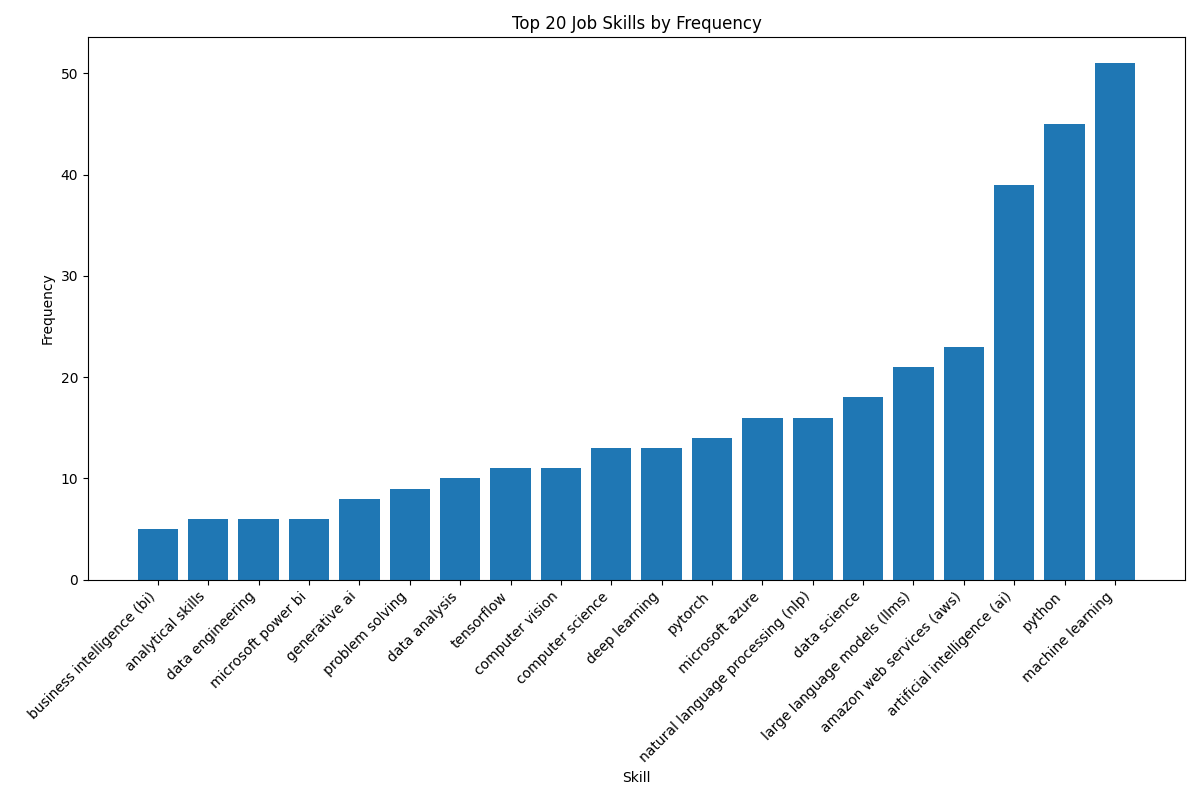 Top 20 Job Skills by Frequency
Frequency
50
40
30
20
10
0
business intelligence (bi)
analytical skills
data engineering
microsoft power bi
generative ai
problem solving
data analysis
tensorflow
computer vision
computer science
deep learning
pytorch
microsoft azure
natural language processing (nlp)
data science
large language models (llms)
amazon web services (aws)
artificial intelligence (ai)
python
machine learning
Skill